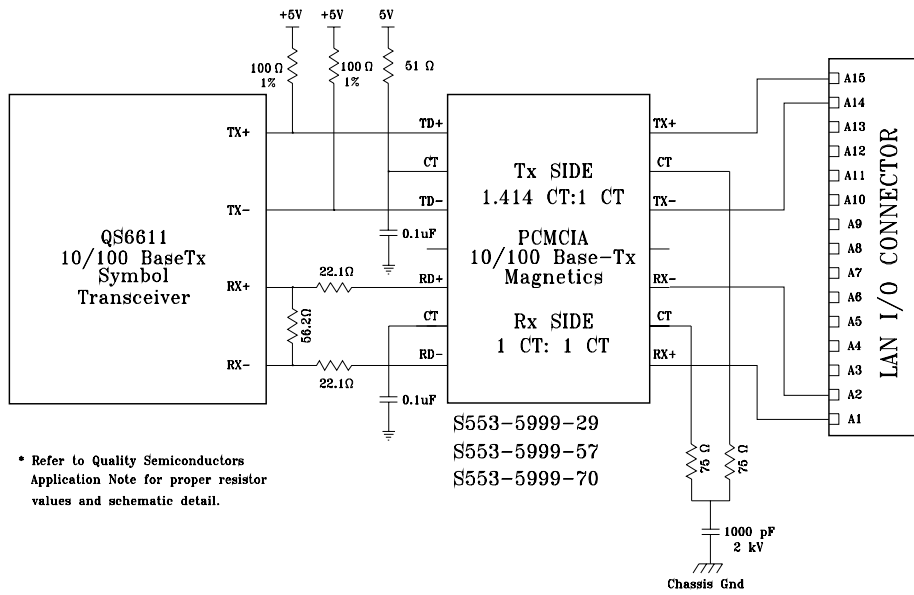 +5V
+5V
5V
100 Ω
1%
100 Ω
1%
51 Ω
TX+
TX-
RX+
RX-
QS6611
10/100 BaseTx
Symbol
Transceiver
22.1Ω
56.2Ω
22.1Ω
0.1uF
0.1uF
TD+
CT
TD-
RD+
CT
RD-
Tx SIDE
1.414 CT:1 CT
PCMCIA
10/100 Base-Tx
Magnetics
Rx SIDE
1 CT: 1 CT
TX+
CT
TX-
RX-
CT
RX+
S553-5999-29
S553-5999-57
S553-5999-70
A15
A14
A13
A12
A11
A10
A9
A8
A7
A6
A5
A4
A3
A2
A1
LAN I/O CONNECTOR
75 Ω
75 Ω
1000 pF
2 kV
Chassis Gnd
* Refer to Quality Semiconductors
Application Note for proper resistor
values and schematic detail.